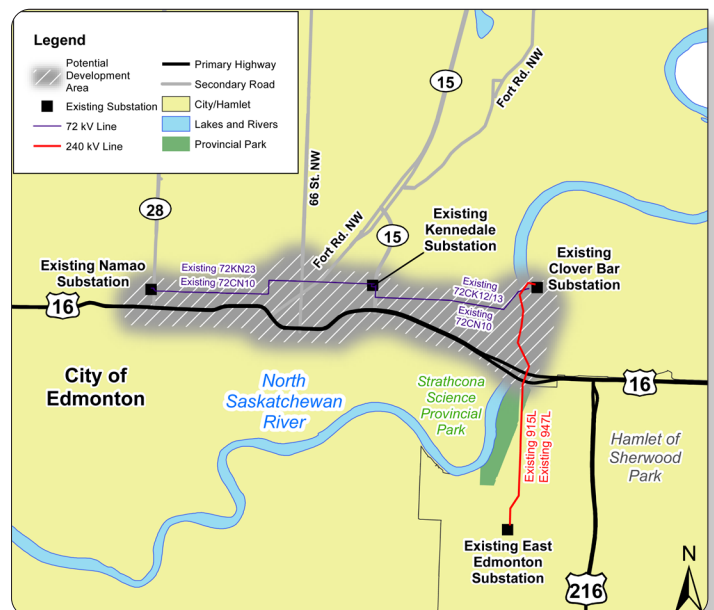 Legend
Potential
Development
Area
Existing Substation
72 kV Line
240 kV Line
Primary Highway
Secondary Road
City/Hamlet
Lakes and Rivers
Provincial Park
15
Fort Rd. NW
66 St. NW
28
Fort Rd. NW
15
Existing
Kennedale
Substation
Existing Namao
Substation
Existing 72KN23
Existing 72CN10
Existing
72CK12/13
Existing
72CN10
Existing
Clover Bar
Substation
16
City of
Edmonton
North
Saskatchewan
River
Strathcona
Science
Provincial
Park
16
Existing 915L
Existing 947L
Hamlet of
Sherwood
Park
Existing East
Edmonton
Substation
216
N